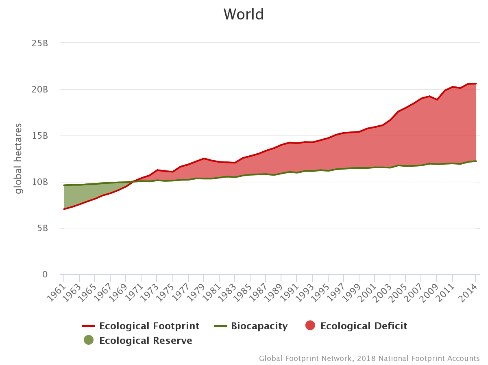 World
25B
20B
15B
10B
5B
0
global hectares
1961 1963 1965 1967 1969 1971 1973 1975 1977 1979 1981 1983 1985 1987 1989 1991 1993 1995 1997 1999 2001 2003 2005 2007 2009 2011 2014
Ecological Footprint Biocapacity Ecological Deficit
Ecological Reserve
Global Footprint Network, 2018 National Footprint Accounts